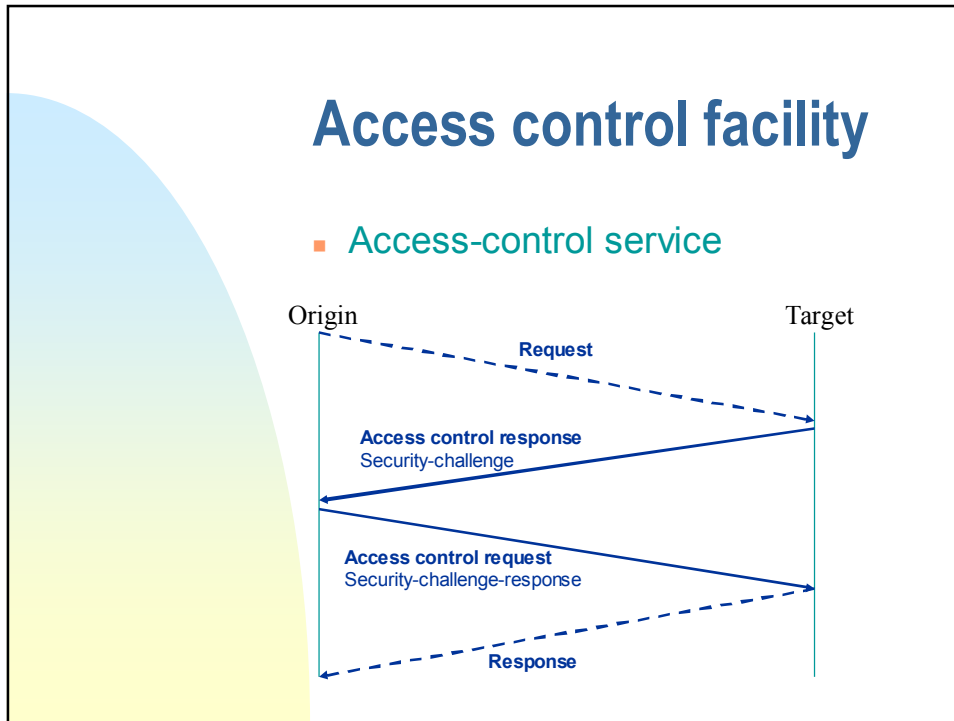 Access control facility
Access-control service
Origin
Target
Request
Access control response
Security-challenge
Access control request
Security-challenge-response
Response